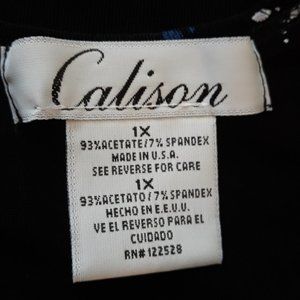 Calison
1X
93%ACETATE/7% SPANDEX
MADE IN U.S.A.
SEE REVERSE FOR CARE
1X
93%ACETATO/7% SPANDEX
HECHO EN E.E.U.U.
VE EL REVERSO PARA EL
CUIDADO
RN#122528